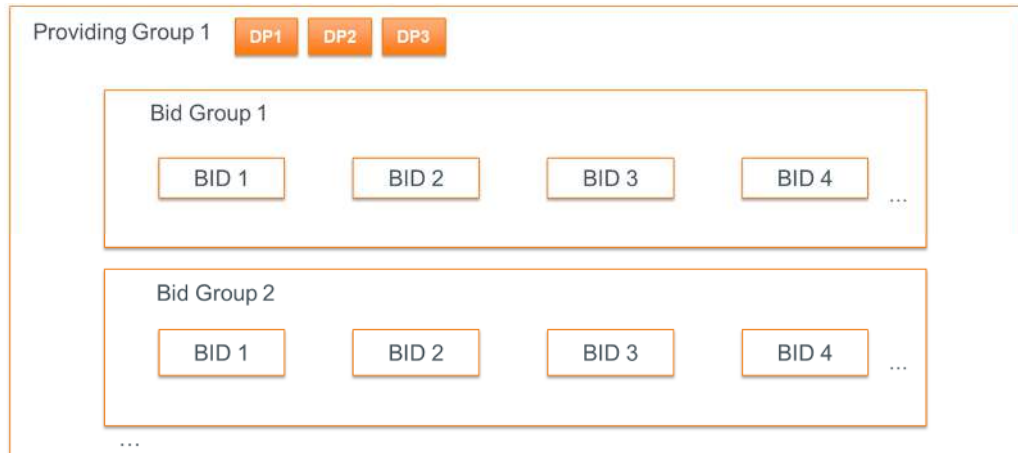 Providing Group 1 DP1 DP2 DP3
Bid Group 1
BID 1 BID 2 BID 3 BID 4 ...
Bid Group 2
BID 1 BID 2 BID 3 BID 4 ...
...